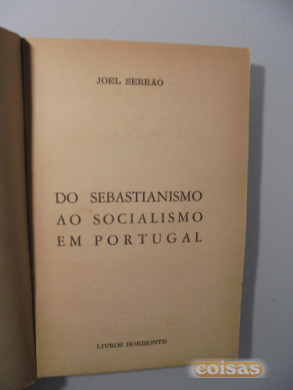 JOEL SERRÃO
DO SEBASTIANISMO
AO SOCIALISMO
EM PORTUGAL
LIVROS HORIZONTE
coisas